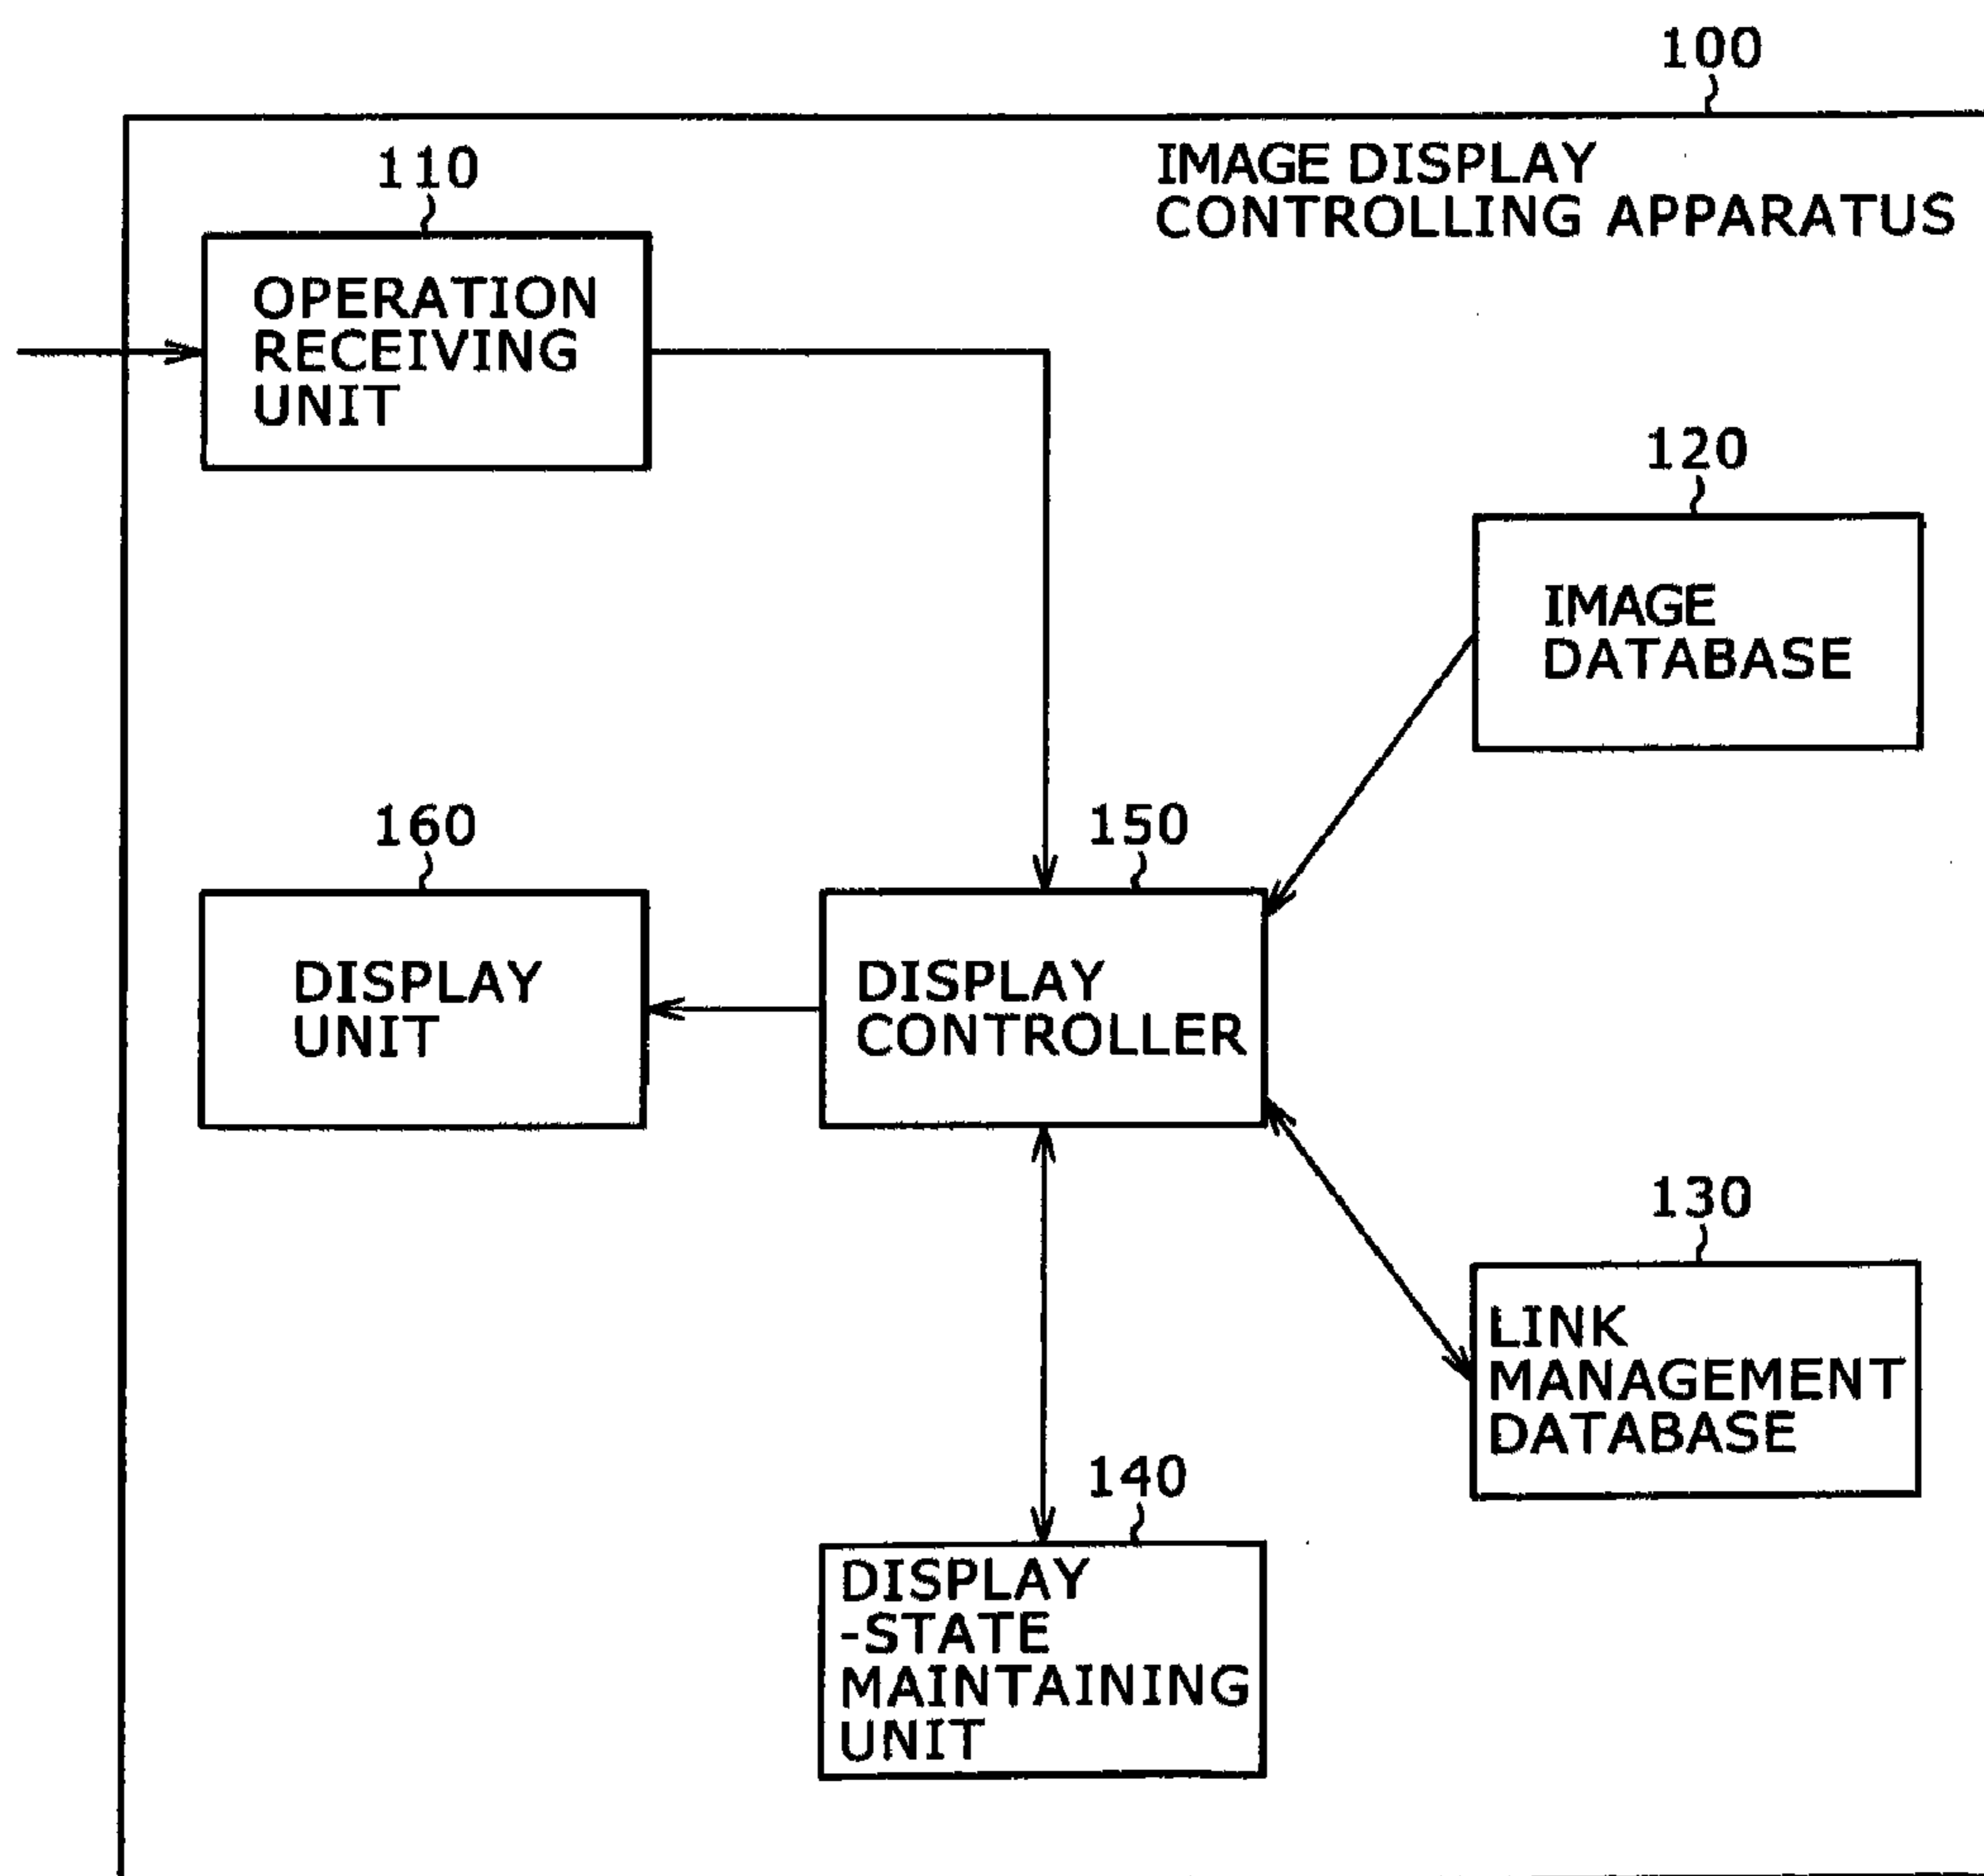 100
IMAGE DISPLAY
CONTROLLING APPARATUS
110
OPERATION
RECEIVING
UNIT
120
IMAGE
DATABASE
160
DISPLAY
UNIT
150
DISPLAY
CONTROLLER
130
LINK
MANAGEMENT
DATABASE
140
DISPLAY
-STATE
MAINTAINING
UNIT